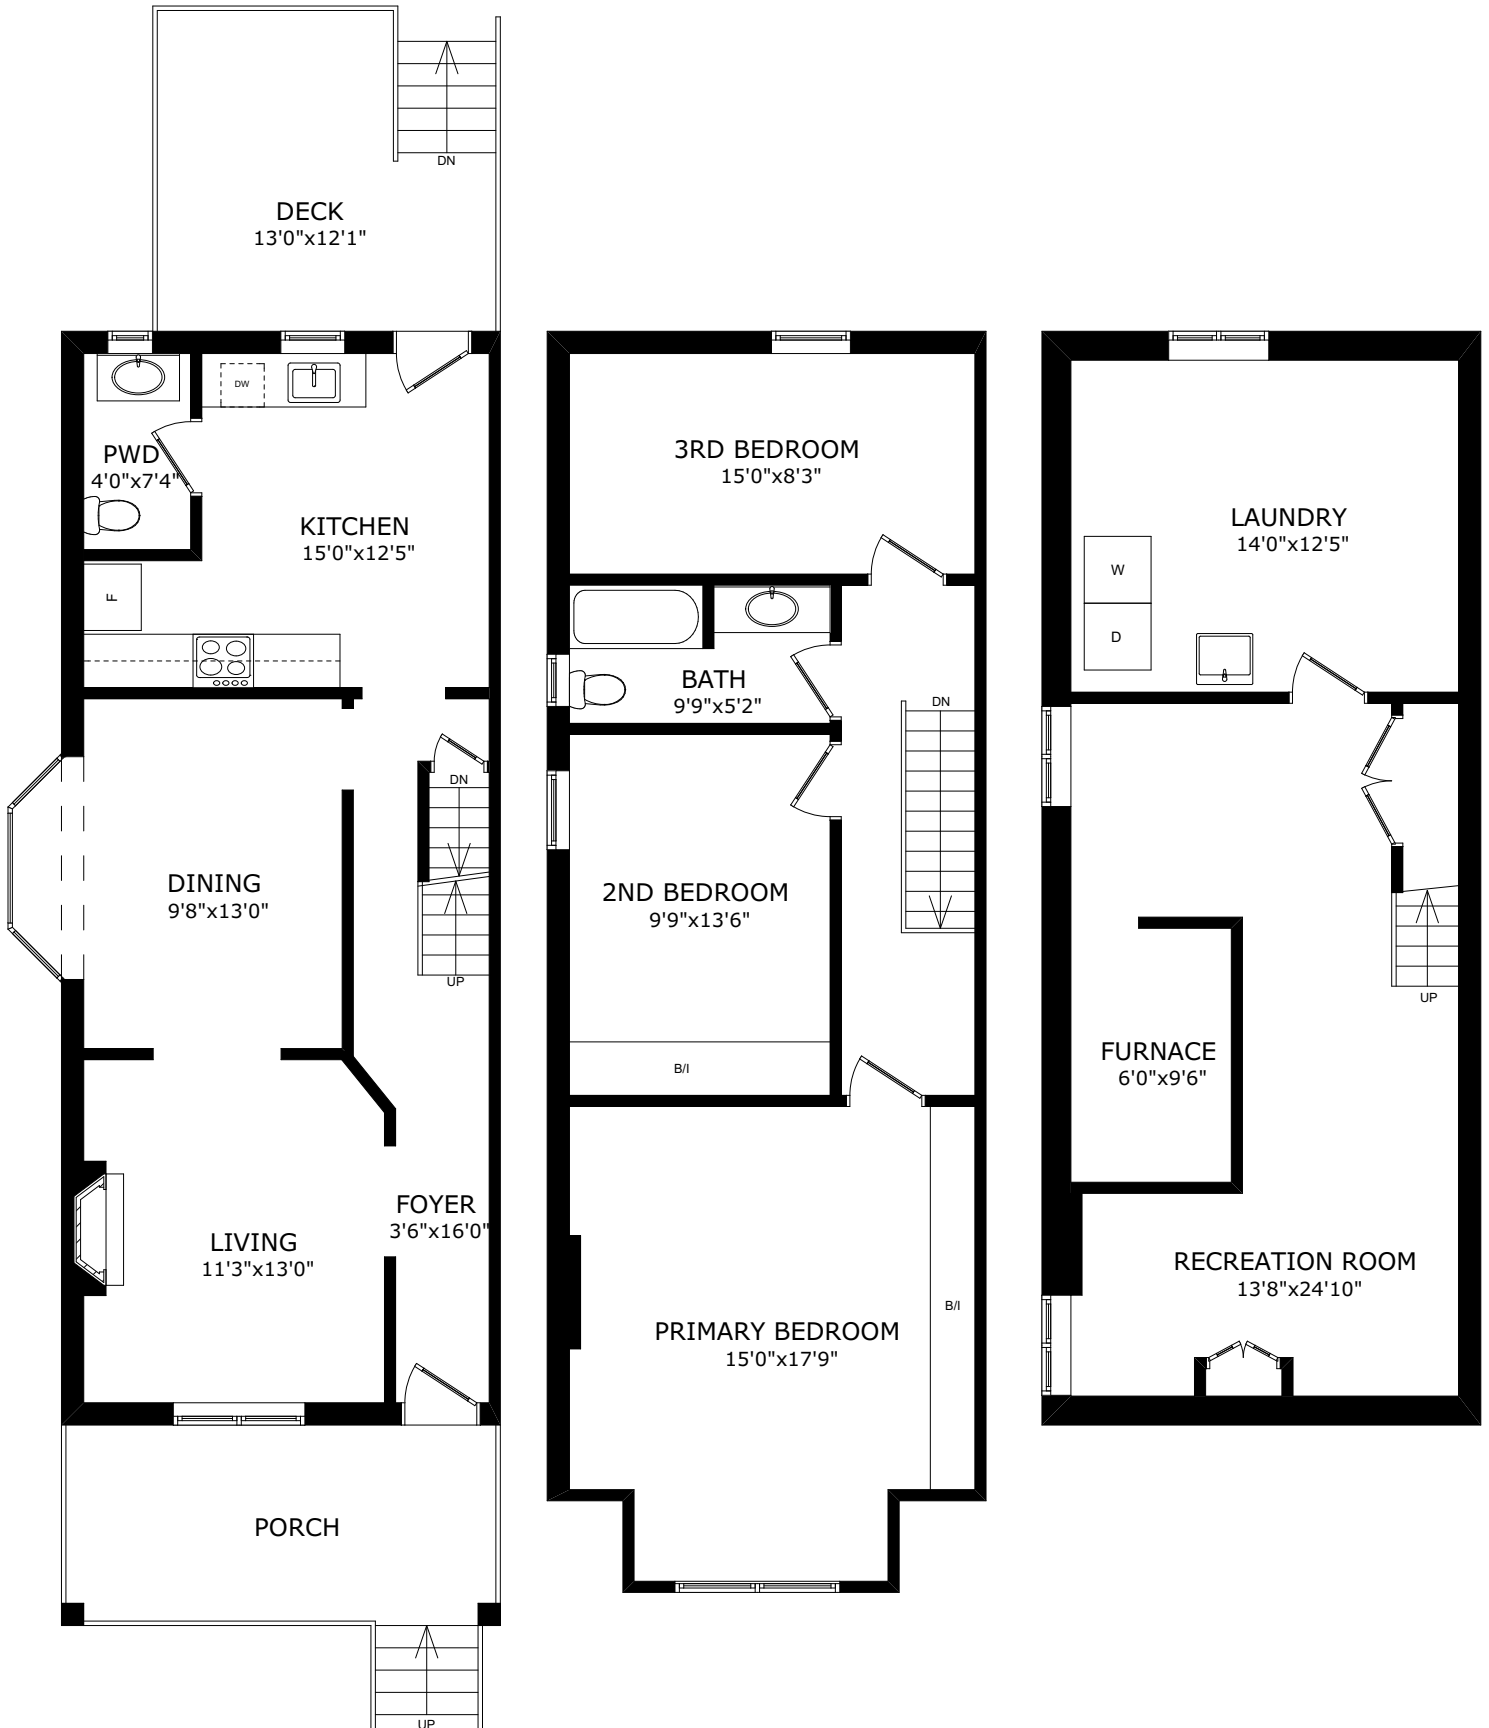 DN
DECK
13'0"x12'1"
DW
PWD
4'0"x7'4"
KITCHEN
15'0"x12'5"
F
DN
DINING
9'8"x13'0"
UP
FOYER
3'6"x16'0"
LIVING
11'3"x13'0"
PORCH
UP
3RD BEDROOM
15'0"x8'3"
BATH
9'9"x5'2"
DN
2ND BEDROOM
9'9"x13'6"
B/I
B/I
PRIMARY BEDROOM
15'0"x17'9"
LAUNDRY
14'0"x12'5"
W
D
UP
FURNACE
6'0"x9'6"
RECREATION ROOM
13'8"x24'10"